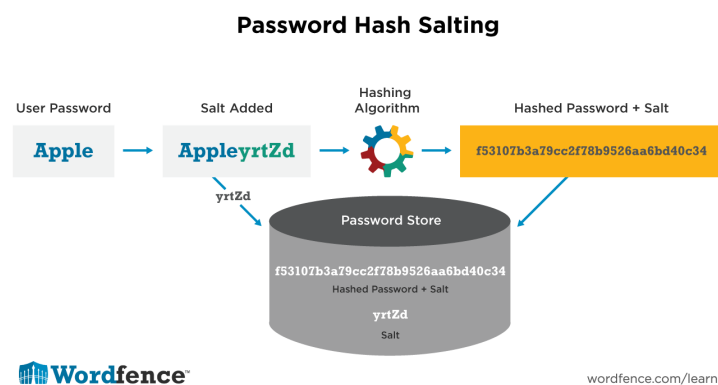 Password Hash Salting
User Password
Salt Added
Hashing
Algorithm
Hashed Password + Salt
Apple
AppleyrtZd
f53107b3a79cc2f78b9526aa6bd40c34
yrtZd
Password Store
f53107b3a79cc2f78b9526aa6bd40c34
Hashed Password + Salt
yrtZd
Salt
Wordfence™
wordfence.com/learn